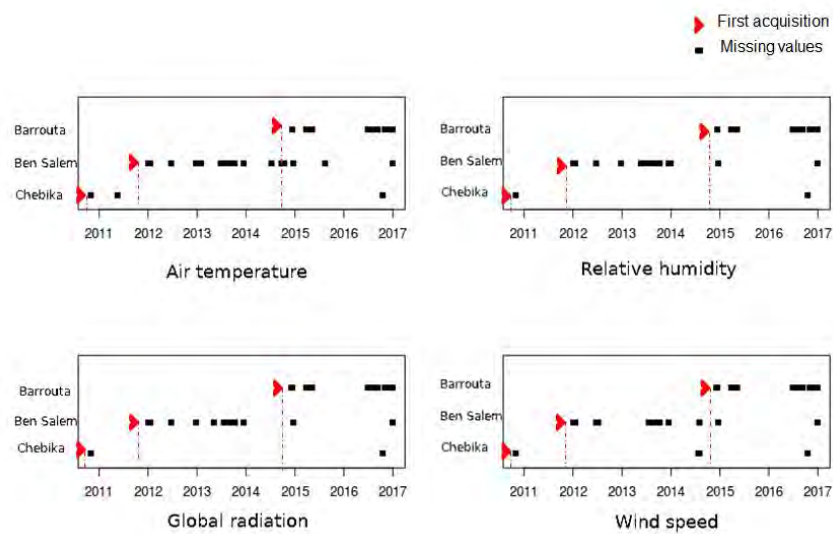 First acquisition
Missing values
Barrouta
Ben Salem
Chebika
2011 2012 2013 2014 2015 2016 2017
Air temperature
Barrouta
Ben Salem
Chebika
2011 2012 2013 2014 2015 2016 2017
Relative humidity
Barrouta
Ben Salem
Chebika
2011 2012 2013 2014 2015 2016 2017
Global radiation
Barrouta
Ben Salem
Chebika
2011 2012 2013 2014 2015 2016 2017
Wind speed